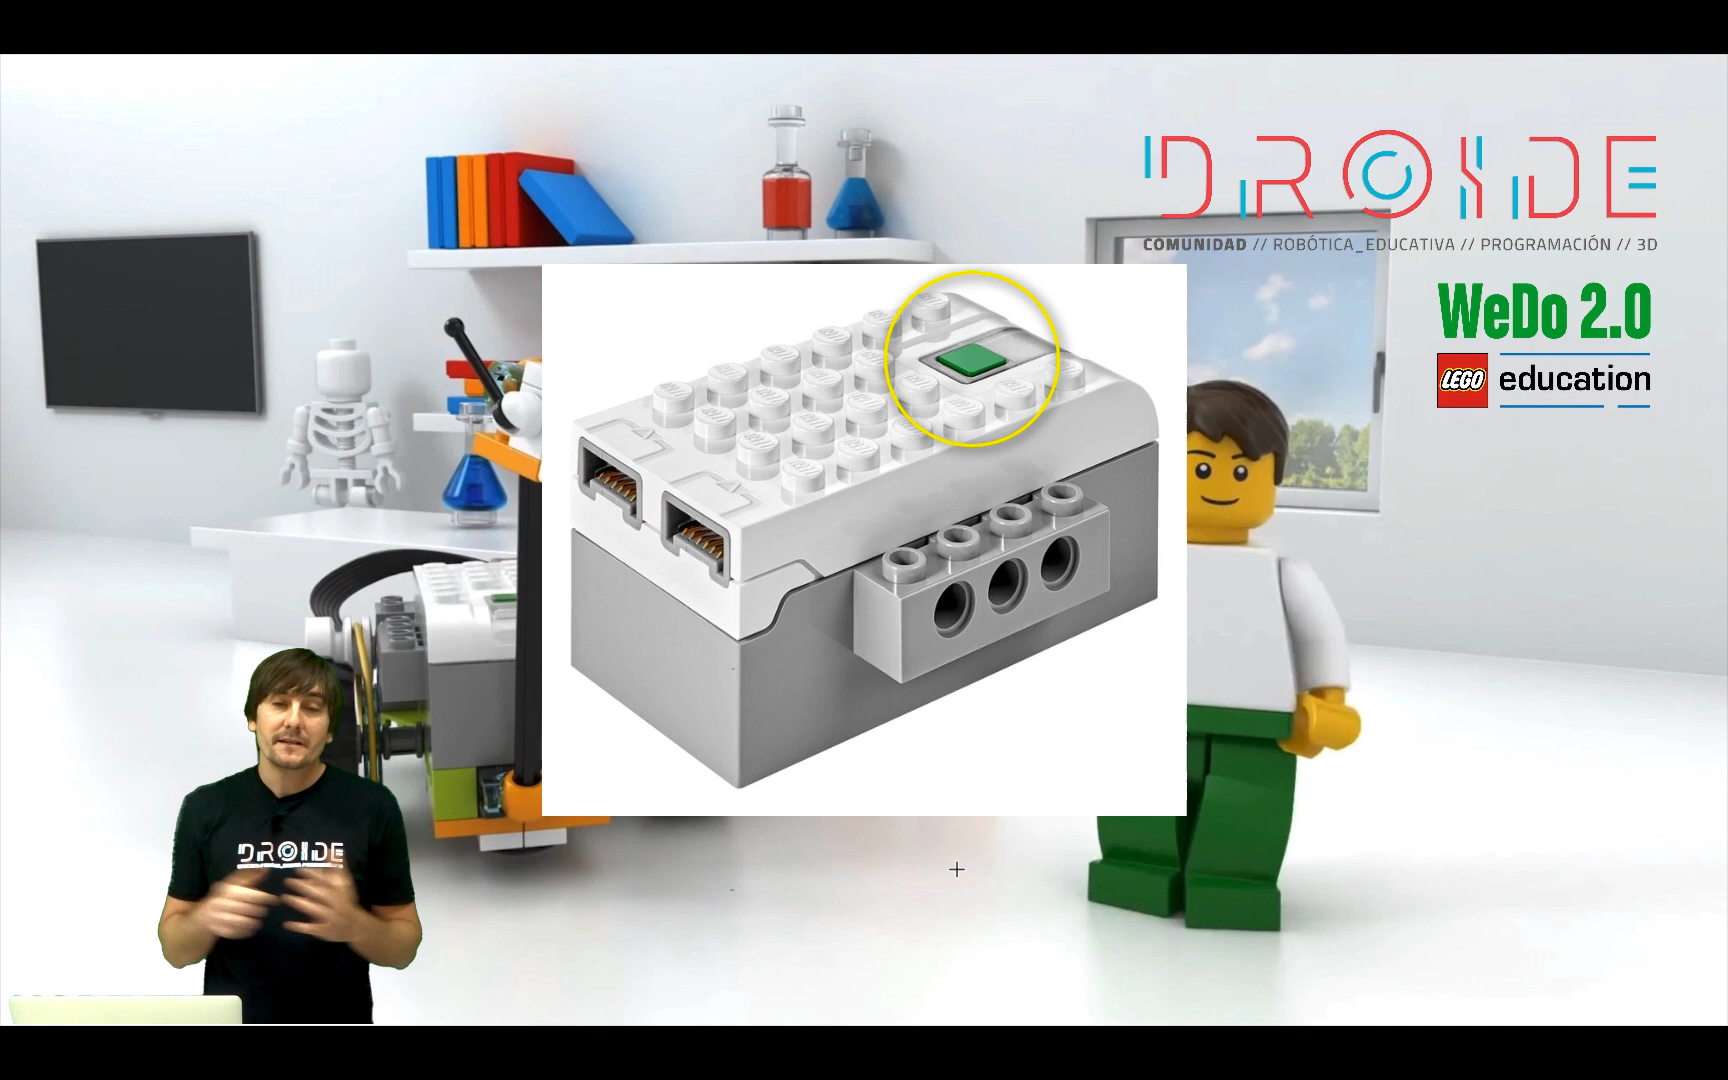 DROIDE
COMUNIDAD // ROBÓTICA_EDUCATIVA // PROGRAMACIÓN // 3D
WeDo 2.0
LEGO education
DROIDE